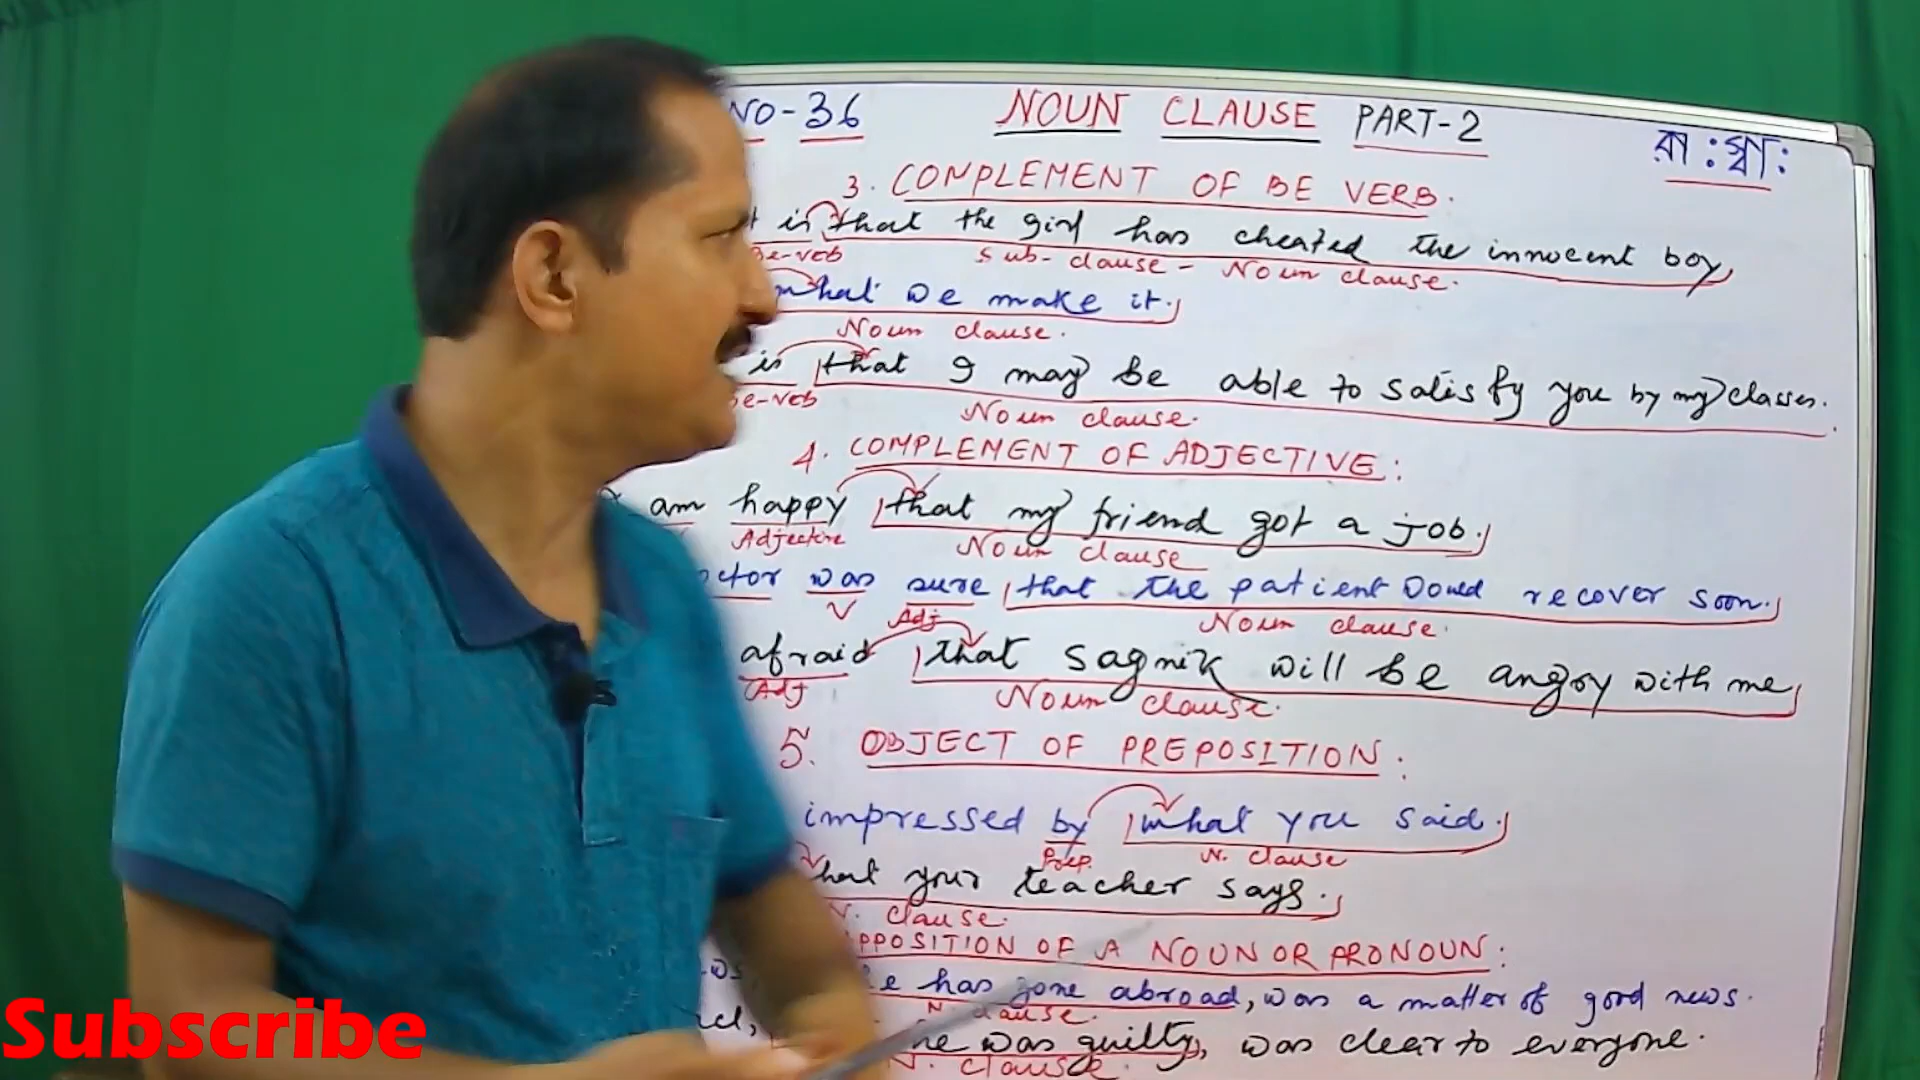 NO-36 NOUN CLAUSE PART-2
রা: স্বা:
3. COMPLEMENT OF BE VERB.
is that the girl has cheated the innocent boy,
Be-verb Sub-clause - Noun clause.
what we make it.
Noun clause.
is that I may be able to satisfy you by my classes.
Be-verb Noun clause.
4. COMPLEMENT OF ADJECTIVE:
am happy that my friend got a job.
Adjective Noun clause
was sure that the patient would recover soon.
V Adj Noun clause.
afraid that Sagnik will be angry with me
Adj Noun clause.
5. OBJECT OF PREPOSITION:
impressed by what you said.
Prep. N. clause
your teacher says.
N. clause.
OF A NOUN OR PRONOUN:
has gone abroad, was a matter of good news.
N. clause.
was guilty, was clear to everyone.
N. clause.
Subscribe